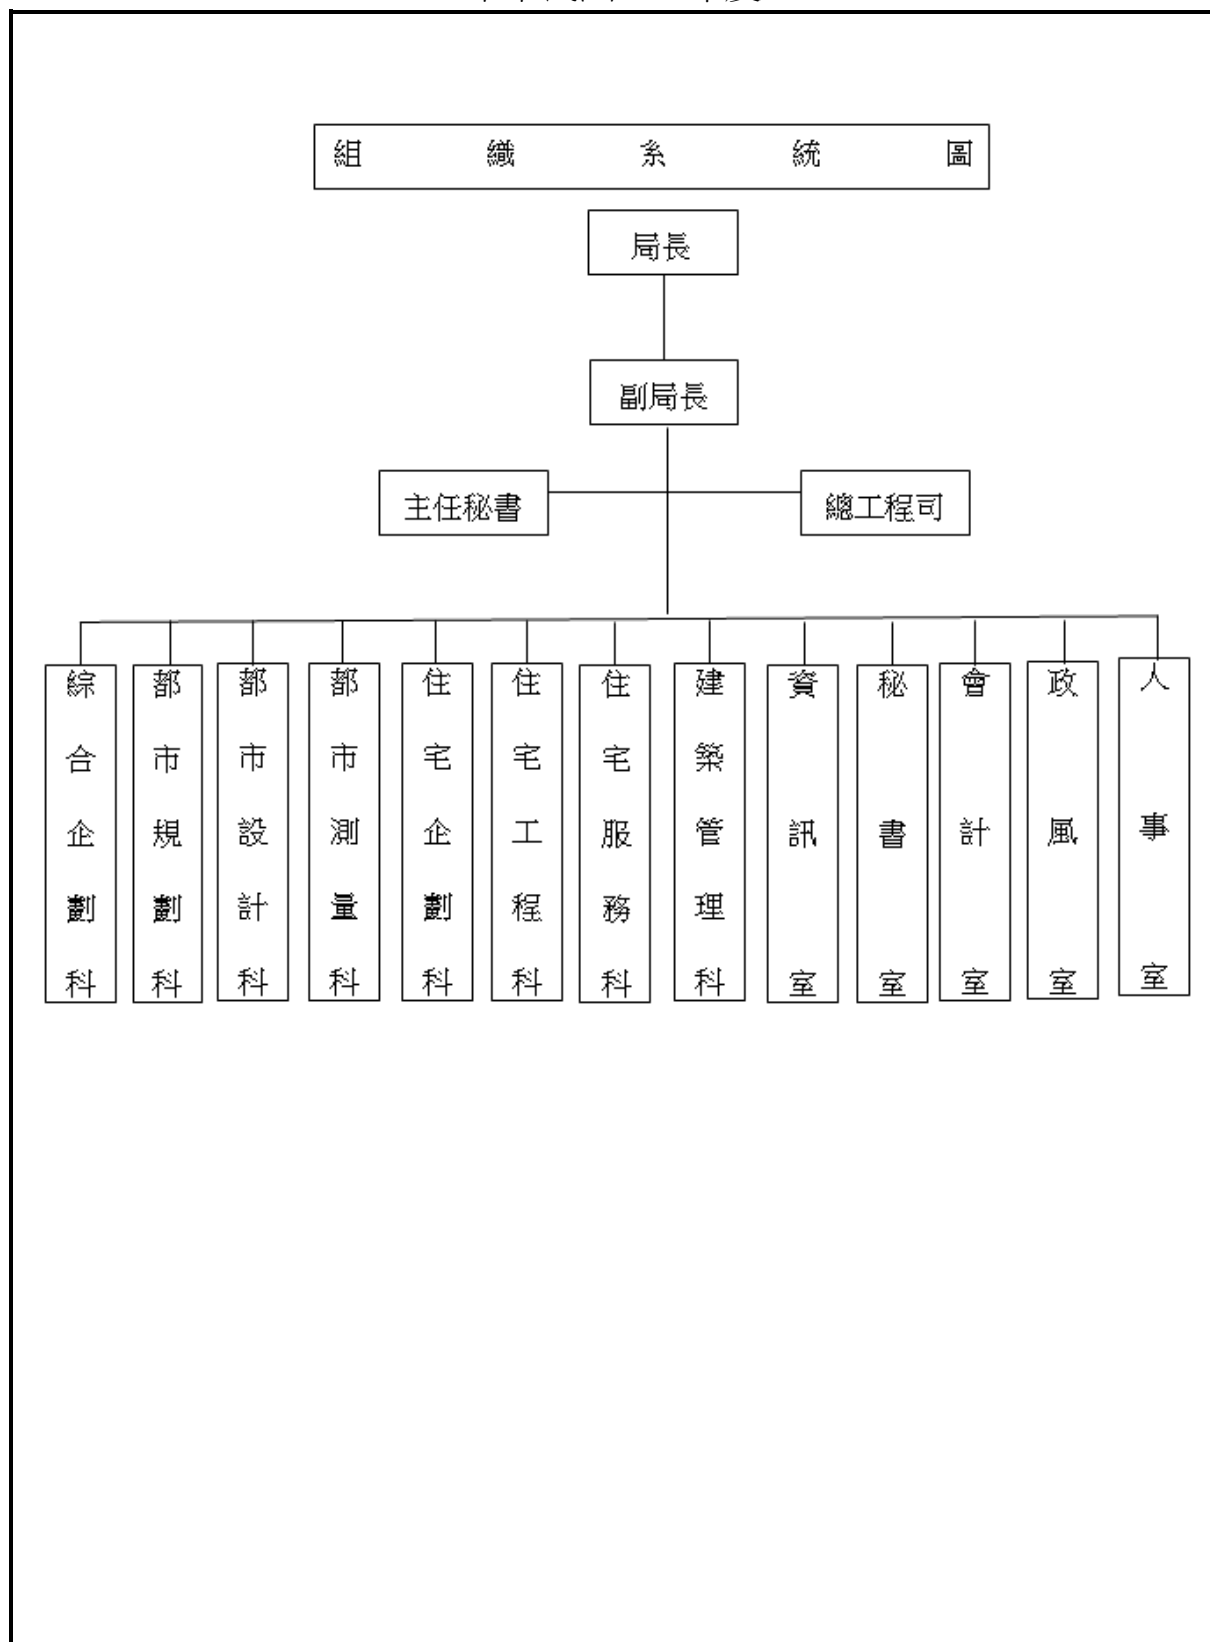 組織系統圖
局長
副局長
主任秘書
總工程司
綜合企劃科
都市規劃科
都市設計科
都市測量科
住宅企劃科
住宅工程科
住宅服務科
建築管理科
資訊室
秘書室
會計室
政風室
人事室